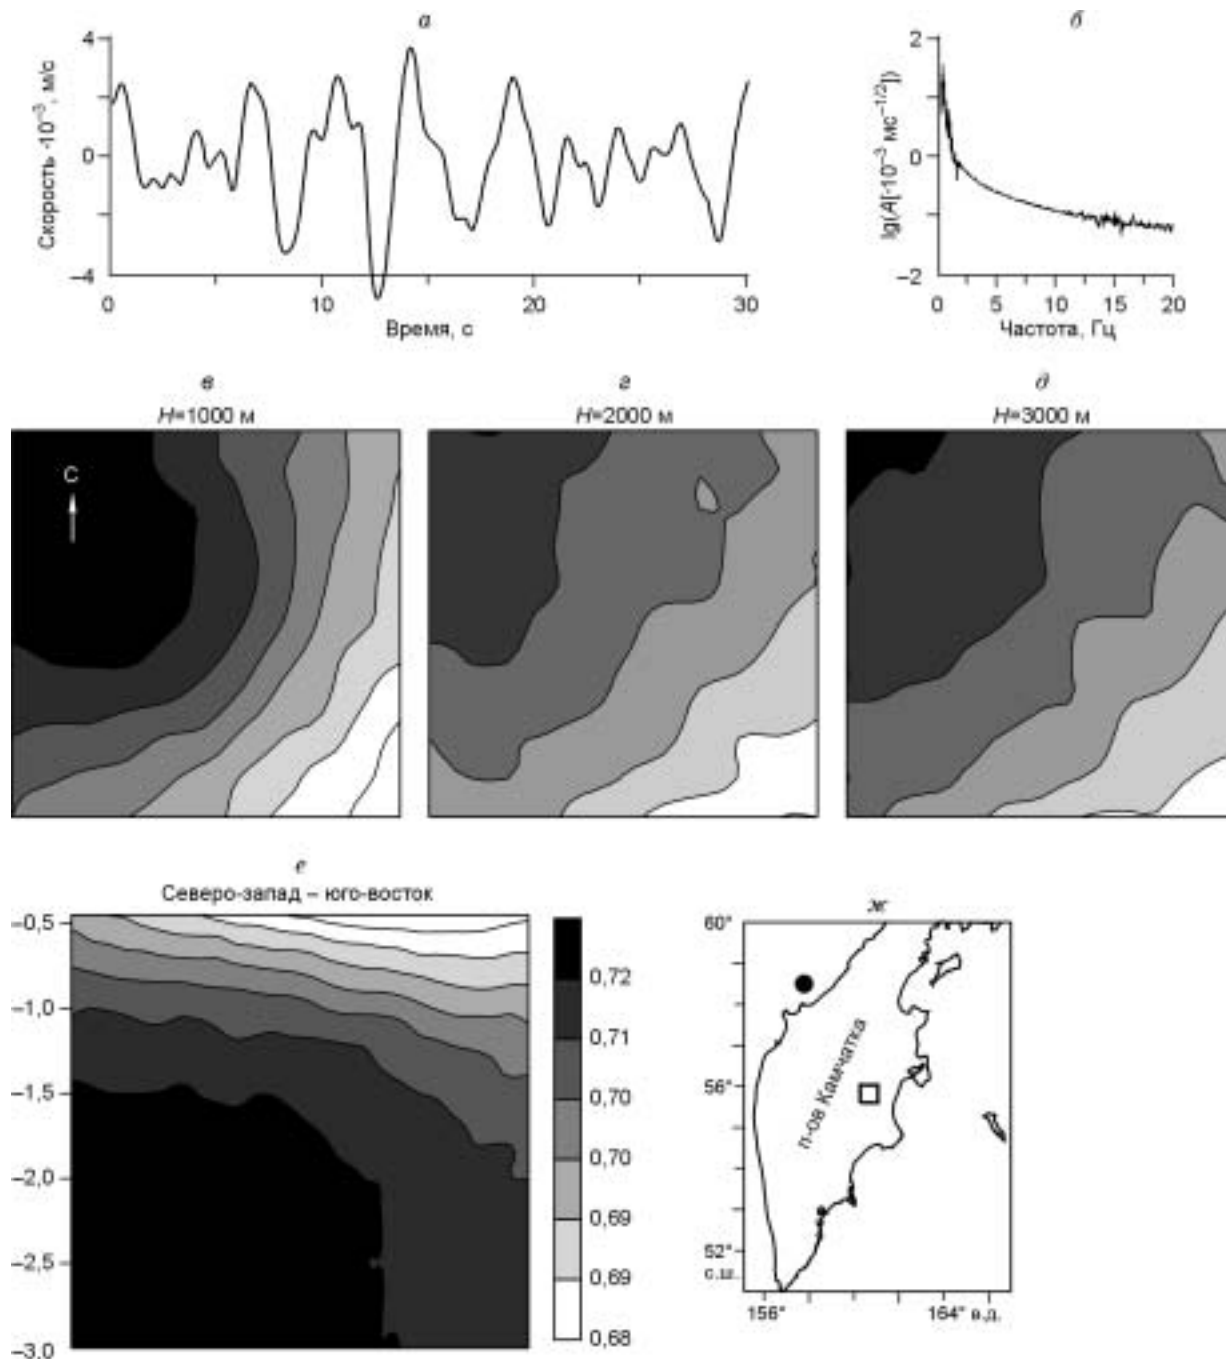 а
4
0
–4
Скорость ·10⁻³, м/с
0
10
20
30
Время, с
б
2
0
–2
lg(A[·10⁻³ мс⁻¹/²])
0
5
10
15
20
Частота, Гц
в
H=1000 м
С
г
H=2000 м
д
H=3000 м
е
Северо-запад – юго-восток
–0,5
–1,0
–1,5
–2,0
–2,5
–3,0
0,72
0,71
0,70
0,70
0,69
0,69
0,68
ж
60°
56°
52°
с.ш.
п-ов Камчатка
156°
164° в.д.